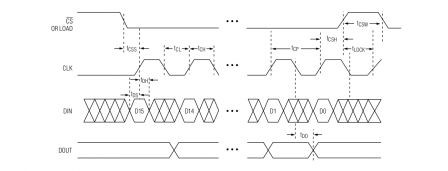 CS
OR LOAD
tCSW
tCSH
tCSS
tCL
tCH
tCP
tLDCK
CLK
tDH
tDS
DIN
D15
D14
D1
D0
tDO
DOUT